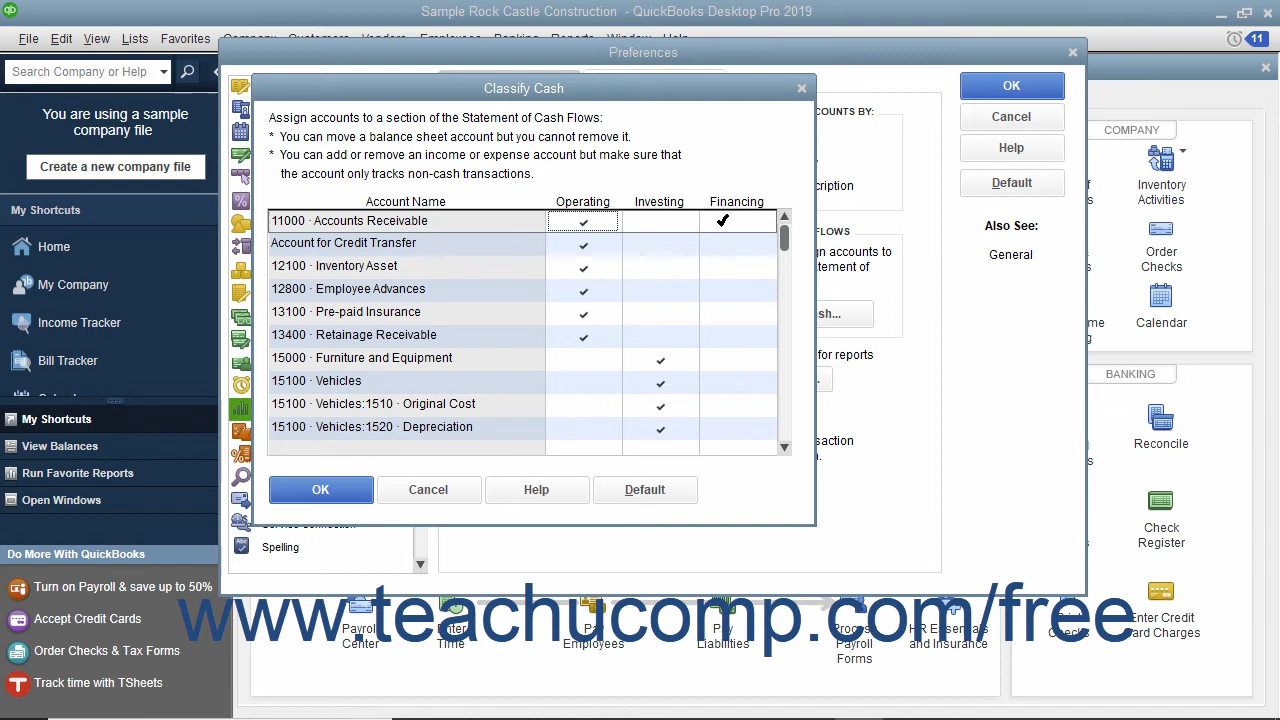 Sample Rock Castle Construction - QuickBooks Desktop Pro 2019
File Edit View Lists Favorites
11
Preferences
Search Company or Help
You are using a sample
company file
Create a new company file
My Shortcuts
Home
My Company
Income Tracker
Bill Tracker
My Shortcuts
View Balances
Run Favorite Reports
Open Windows
Do More With QuickBooks
Turn on Payroll & save up to 50%
Accept Credit Cards
Order Checks & Tax Forms
Track time with TSheets
Classify Cash
Assign accounts to a section of the Statement of Cash Flows:
* You can move a balance sheet account but you cannot remove it.
* You can add or remove an income or expense account but make sure that
the account only tracks non-cash transactions.
Account Name Operating Investing Financing
11000 · Accounts Receivable
Account for Credit Transfer
12100 · Inventory Asset
12800 · Employee Advances
13100 · Pre-paid Insurance
13400 · Retainage Receivable
15000 · Furniture and Equipment
15100 · Vehicles
15100 · Vehicles:1510 · Original Cost
15100 · Vehicles:1520 · Depreciation
OK Cancel Help Default
Spelling
OUNTS BY:
cription
LOWS
gn accounts to
tatement of
sh...
for reports
saction
OK
Cancel
Help
Default
Also See:
General
COMPANY
Inventory
Activities
Order
Checks
Calendar
BANKING
Reconcile
Check
Register
Enter Credit
Card Charges
Payroll
Center
Enter
Time
Pay
Employees
Pay
Liabilities
Process
Payroll
Forms
HR Essentials
and Insurance
www.teachucomp.com/free